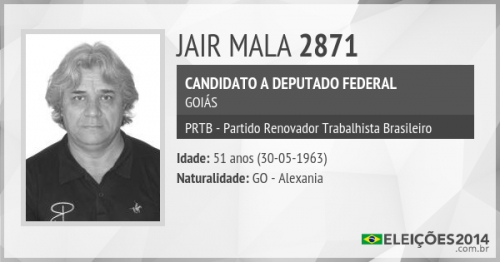 JAIR MALA 2871
CANDIDATO A DEPUTADO FEDERAL
GOIÁS
PRTB - Partido Renovador Trabalhista Brasileiro
Idade: 51 anos (30-05-1963)
Naturalidade: GO - Alexania
ELEIÇÕES2014
.com.br